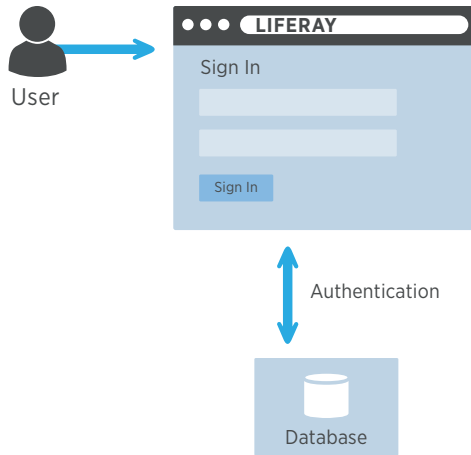 LIFERAY
Sign In
User
Sign In
Authentication
Database